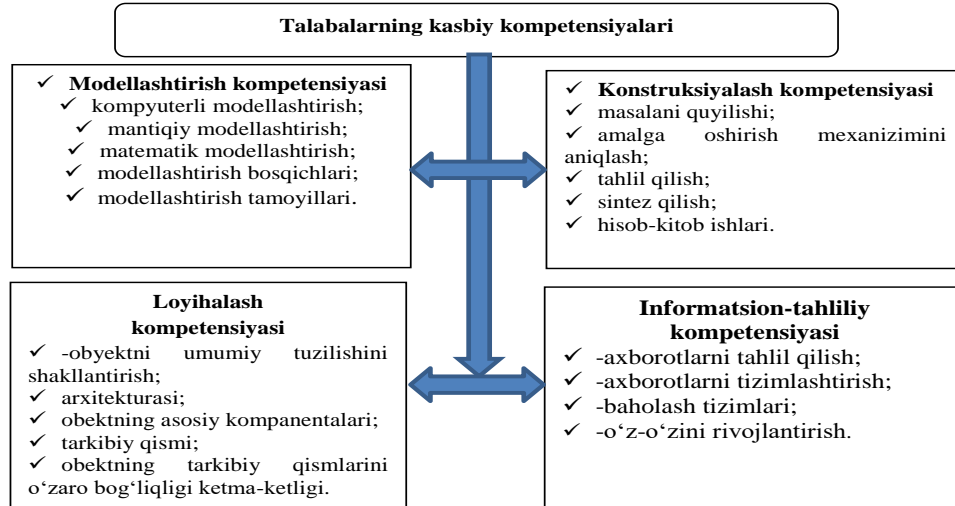 Talabalarning kasbiy kompetensiyalari
✓ Modellashtirish kompetensiyasi
✓ kompyuterli modellashtirish;
✓ mantiqiy modellashtirish;
✓ matematik modellashtirish;
✓ modellashtirish bosqichlari;
✓ modellashtirish tamoyillari.
✓ Konstruksiyalash kompetensiyasi
✓ masalani quyilishi;
✓ amalga oshirish mexanizimini
aniqlash;
✓ tahlil qilish;
✓ sintez qilish;
✓ hisob-kitob ishlari.
Loyihalash
kompetensiyasi
✓ -obyektni umumiy tuzilishini
shakllantirish;
✓ arxitekturasi;
✓ obektning asosiy kompanentalari;
✓ tarkibiy qismi;
✓ obektning tarkibiy qismlarini
o‘zaro bog‘liqligi ketma-ketligi.
Informatsion-tahliliy
kompetensiyasi
✓ -axborotlarni tahlil qilish;
✓ -axborotlarni tizimlashtirish;
✓ -baholash tizimlari;
✓ -o‘z-o‘zini rivojlantirish.